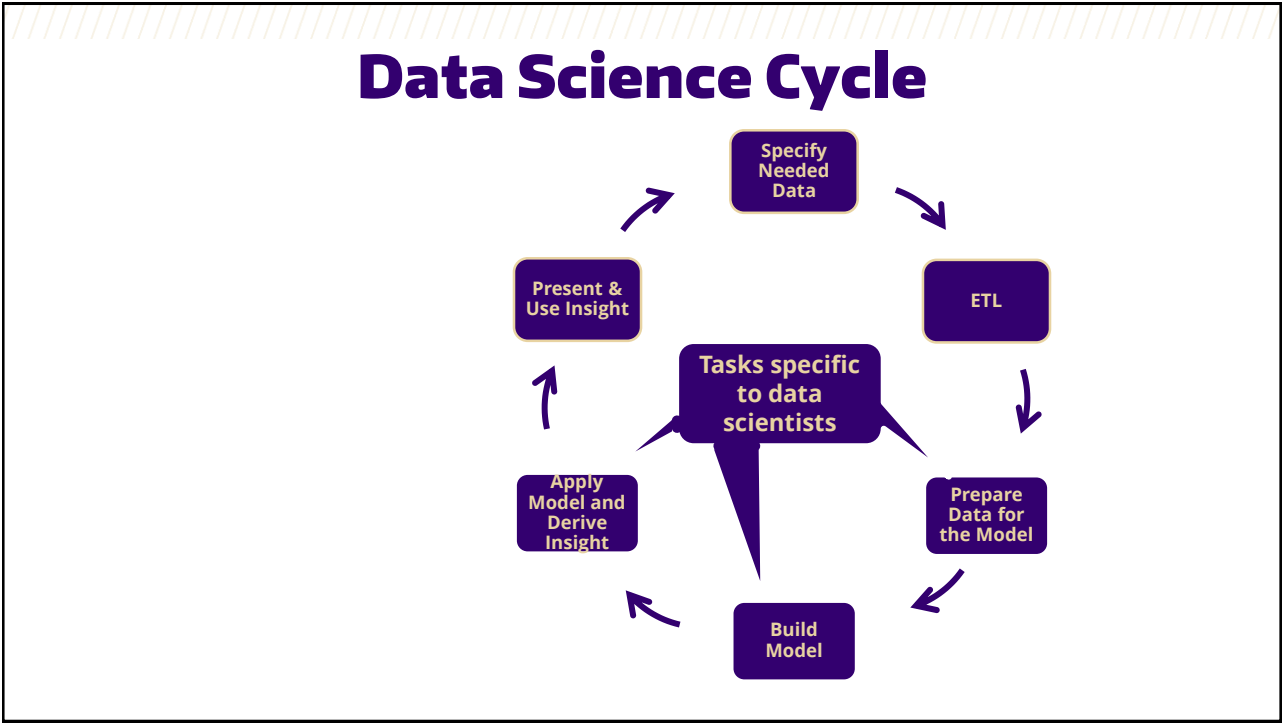 Data Science Cycle
Specify
Needed
Data
ETL
Prepare
Data for
the Model
Build
Model
Apply
Model and
Derive
Insight
Present &
Use Insight
Tasks specific
to data
scientists